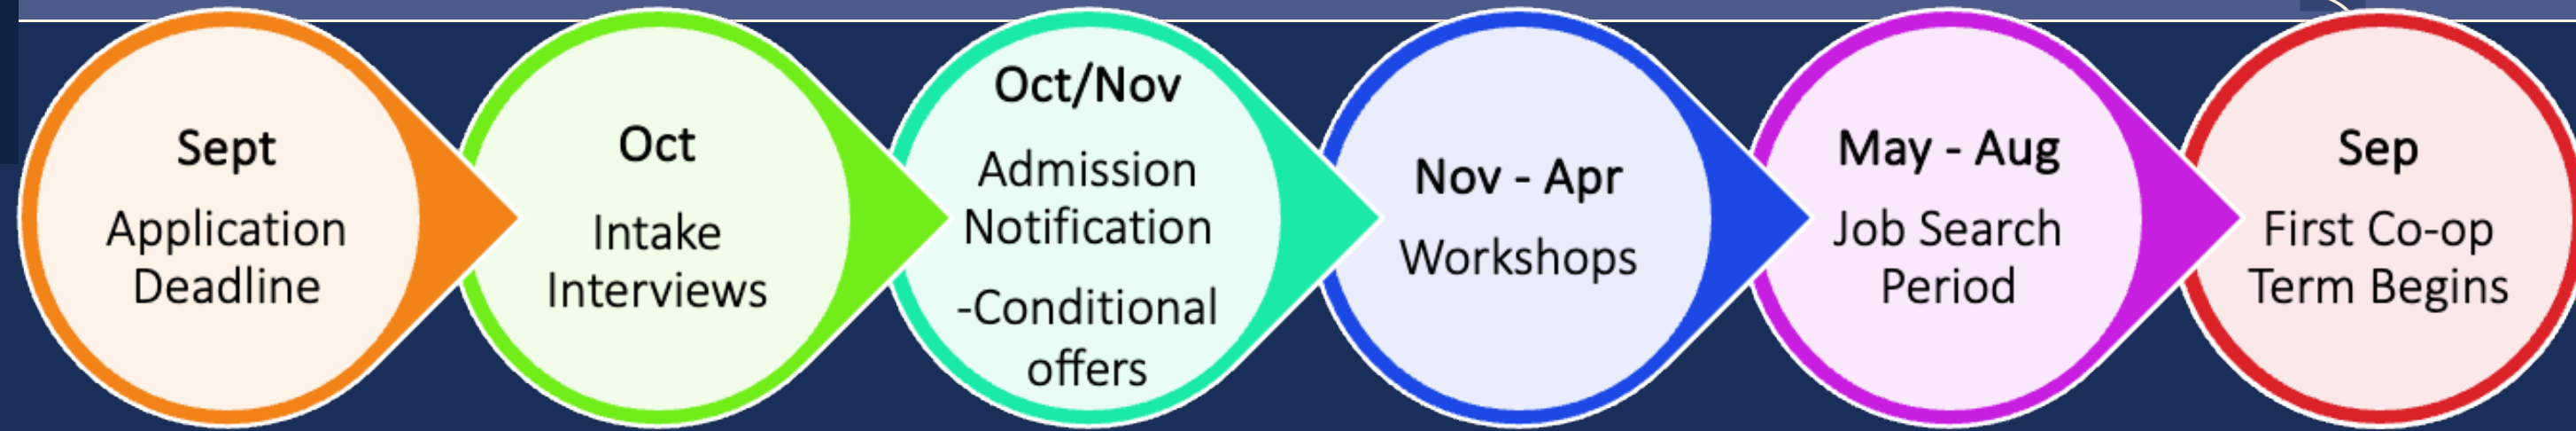 Sept
Application
Deadline
Oct
Intake
Interviews
Oct/Nov
Admission
Notification
-Conditional
offers
Nov - Apr
Workshops
May - Aug
Job Search
Period
Sep
First Co-op
Term Begins